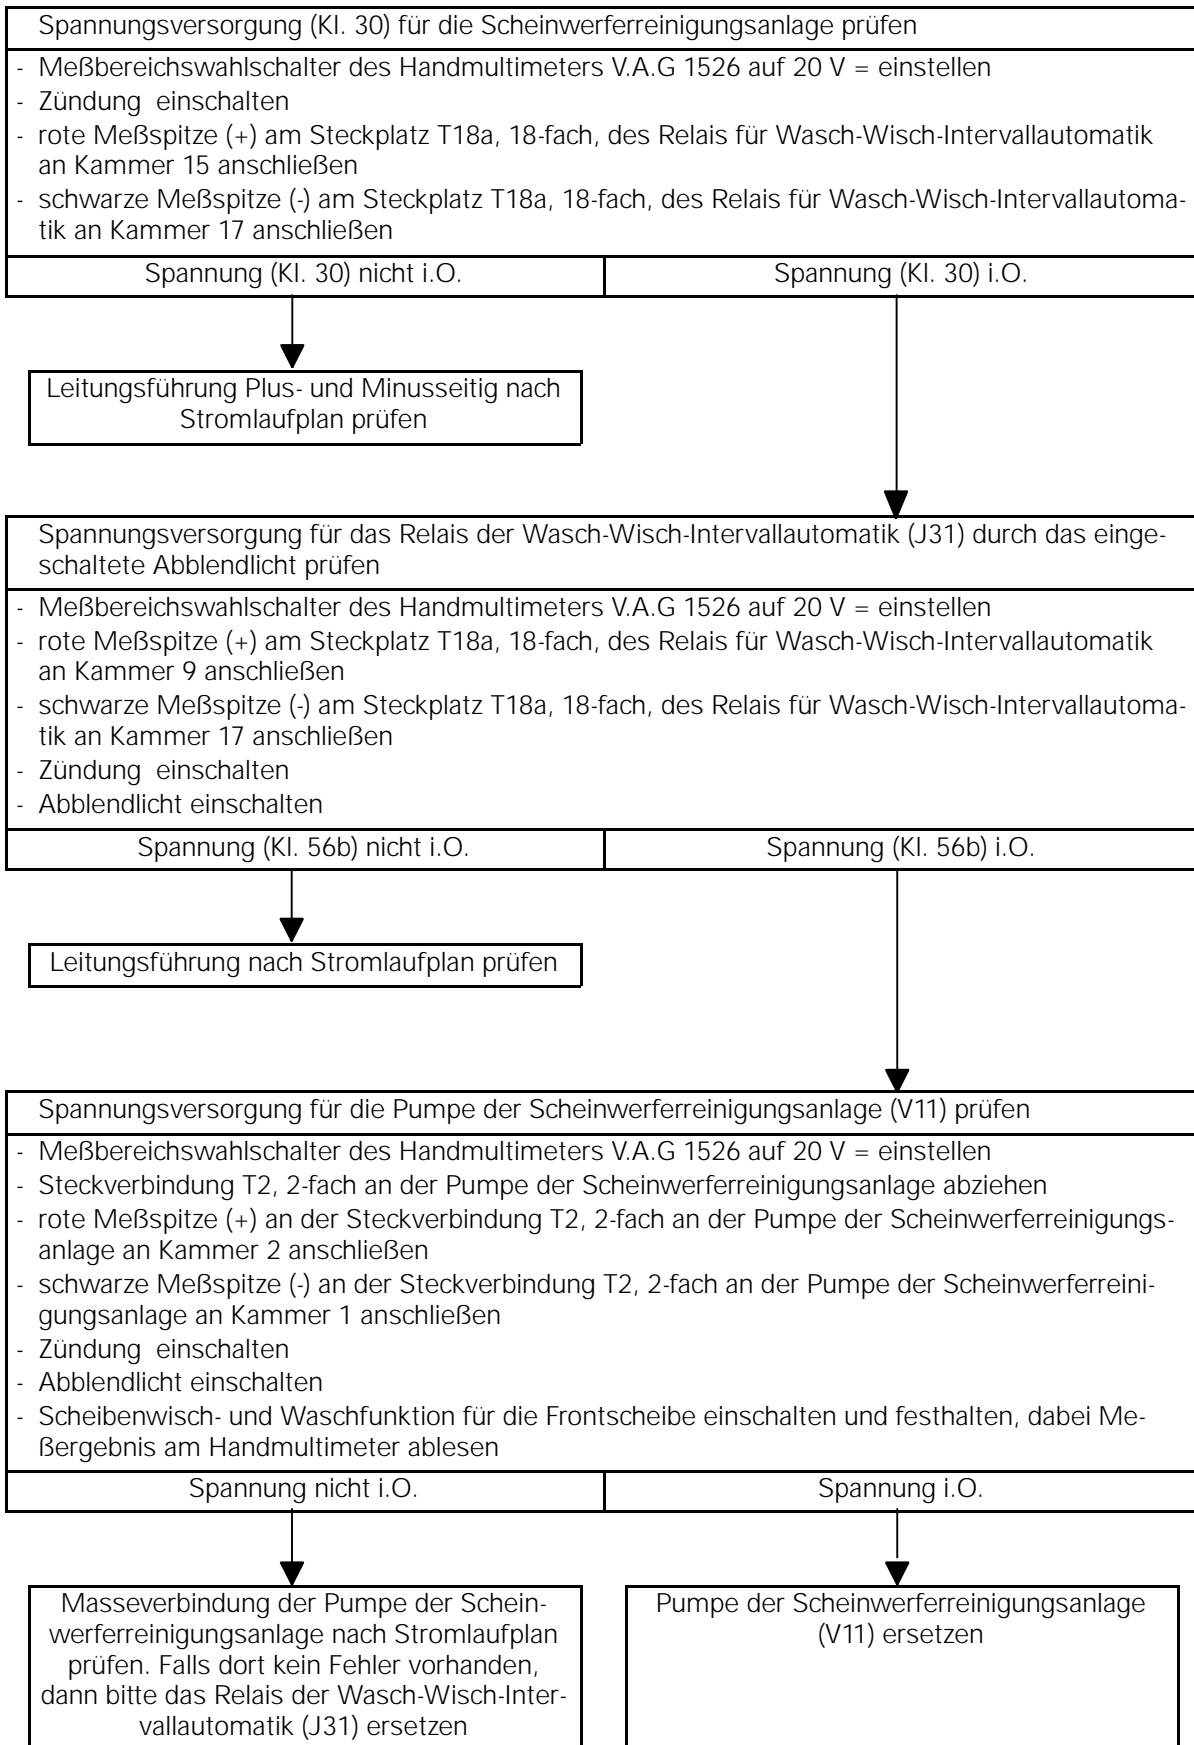 Spannungsversorgung (Kl. 30) für die Scheinwerferreinigungsanlage prüfen
- Meßbereichswahlschalter des Handmultimeters V.A.G 1526 auf 20 V = einstellen
- Zündung einschalten
- rote Meßspitze (+) am Steckplatz T18a, 18-fach, des Relais für Wasch-Wisch-Intervallautomatik
an Kammer 15 anschließen
- schwarze Meßspitze (-) am Steckplatz T18a, 18-fach, des Relais für Wasch-Wisch-Intervallautoma-
tik an Kammer 17 anschließen
Spannung (Kl. 30) nicht i.O.
Spannung (Kl. 30) i.O.
Leitungsführung Plus- und Minusseitig nach
Stromlaufplan prüfen
Spannungsversorgung für das Relais der Wasch-Wisch-Intervallautomatik (J31) durch das einge-
schaltete Abblendlicht prüfen
- Meßbereichswahlschalter des Handmultimeters V.A.G 1526 auf 20 V = einstellen
- rote Meßspitze (+) am Steckplatz T18a, 18-fach, des Relais für Wasch-Wisch-Intervallautomatik
an Kammer 9 anschließen
- schwarze Meßspitze (-) am Steckplatz T18a, 18-fach, des Relais für Wasch-Wisch-Intervallautoma-
tik an Kammer 17 anschließen
- Zündung einschalten
- Abblendlicht einschalten
Spannung (Kl. 56b) nicht i.O.
Spannung (Kl. 56b) i.O.
Leitungsführung nach Stromlaufplan prüfen
Spannungsversorgung für die Pumpe der Scheinwerferreinigungsanlage (V11) prüfen
- Meßbereichswahlschalter des Handmultimeters V.A.G 1526 auf 20 V = einstellen
- Steckverbindung T2, 2-fach an der Pumpe der Scheinwerferreinigungsanlage abziehen
- rote Meßspitze (+) an der Steckverbindung T2, 2-fach an der Pumpe der Scheinwerferreinigungs-
anlage an Kammer 2 anschließen
- schwarze Meßspitze (-) an der Steckverbindung T2, 2-fach an der Pumpe der Scheinwerferreini-
gungsanlage an Kammer 1 anschließen
- Zündung einschalten
- Abblendlicht einschalten
- Scheibenwisch- und Waschfunktion für die Frontscheibe einschalten und festhalten, dabei Me-
ßergebnis am Handmultimeter ablesen
Spannung nicht i.O.
Spannung i.O.
Masseverbindung der Pumpe der Schein-
werferreinigungsanlage nach Stromlaufplan
prüfen. Falls dort kein Fehler vorhanden,
dann bitte das Relais der Wasch-Wisch-Inter-
vallautomatik (J31) ersetzen
Pumpe der Scheinwerferreinigungsanlage
(V11) ersetzen